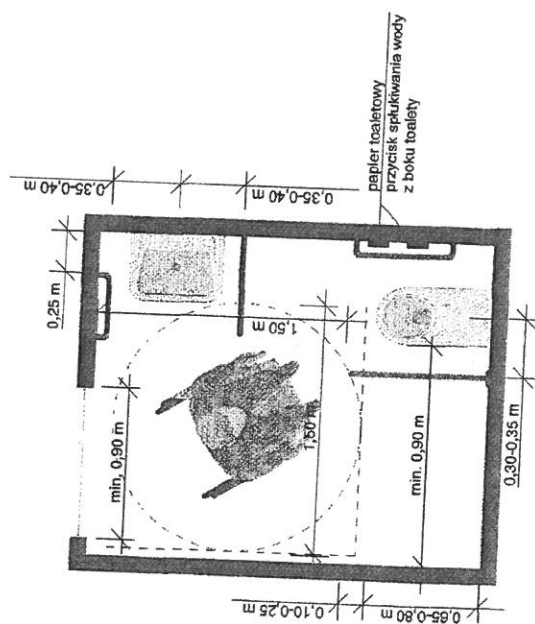 0,35-0,40 m
0,35-0,40 m
papier toaletowy
przycisk spłukiwania wody
z boku toalety
0,25 m
1,50 m
min. 0,90 m
1,50 m
min. 0,90 m
0,30-0,35 m
0,10-0,25 m
0,65-0,80 m